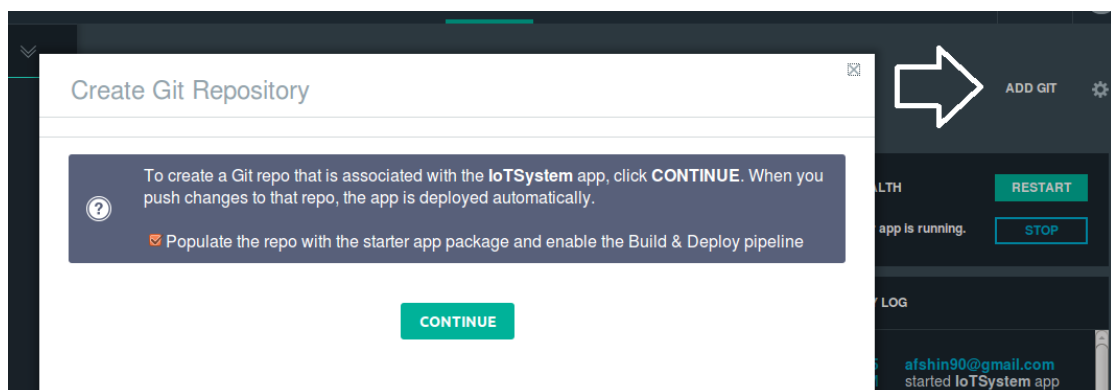 Create Git Repository
ADD GIT
To create a Git repo that is associated with the IoTSystem app, click CONTINUE. When you
push changes to that repo, the app is deployed automatically.
Populate the repo with the starter app package and enable the Build & Deploy pipeline
CONTINUE
RESTART
app is running.
STOP
LOG
afshin90@gmail.com
started IoTSystem app